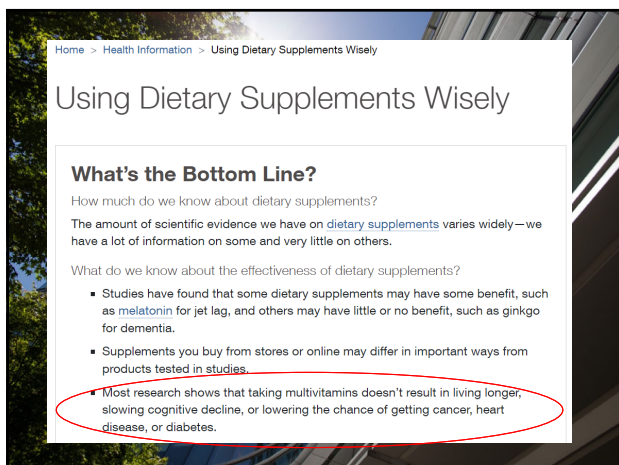 Home > Health Information > Using Dietary Supplements Wisely
Using Dietary Supplements Wisely
What's the Bottom Line?
How much do we know about dietary supplements?
The amount of scientific evidence we have on dietary supplements varies widely—we
have a lot of information on some and very little on others.
What do we know about the effectiveness of dietary supplements?
▪ Studies have found that some dietary supplements may have some benefit, such
as melatonin for jet lag, and others may have little or no benefit, such as ginkgo
for dementia.
▪ Supplements you buy from stores or online may differ in important ways from
products tested in studies.
▪ Most research shows that taking multivitamins doesn't result in living longer,
slowing cognitive decline, or lowering the chance of getting cancer, heart
disease, or diabetes.